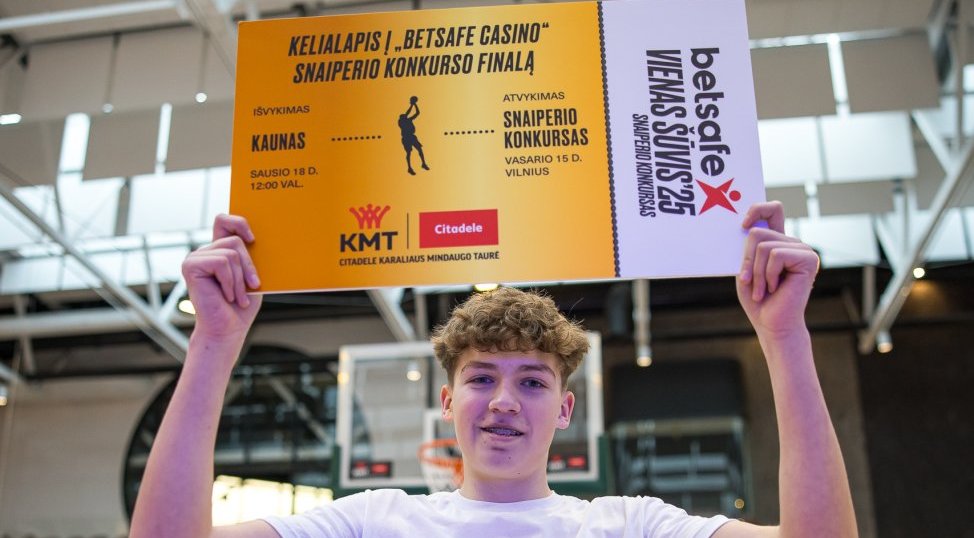 KELIALAPIS Į „BETSAFE CASINO“
SNAIPERIO KONKURSO FINALĄ
IŠVYKIMAS
KAUNAS
SAUSIO 18 D.
12:00 VAL.
ATVYKIMAS
SNAIPERIO
KONKURSAS
VASARIO 15 D.
VILNIUS
KMT
Citadele
CITADELE KARALIAUS MINDAUGO TAURĖ
betsafe
VIENAS ŠŪVIS'25
SNAIPERIO KONKURSAS